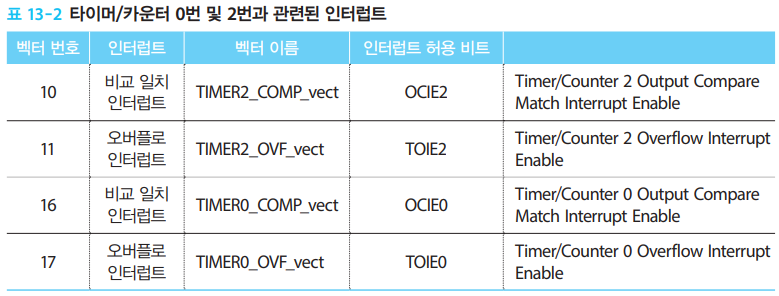 표 13-2 타이머/카운터 0번 및 2번과 관련된 인터럽트
벡터 번호 인터럽트 벡터 이름 인터럽트 허용 비트
10 비교 일치 인터럽트 TIMER2_COMP_vect OCIE2 Timer/Counter 2 Output Compare
Match Interrupt Enable
11 오버플로 인터럽트 TIMER2_OVF_vect TOIE2 Timer/Counter 2 Overflow Interrupt
Enable
16 비교 일치 인터럽트 TIMER0_COMP_vect OCIE0 Timer/Counter 0 Output Compare
Match Interrupt Enable
17 오버플로 인터럽트 TIMER0_OVF_vect TOIE0 Timer/Counter 0 Overflow Interrupt
Enable